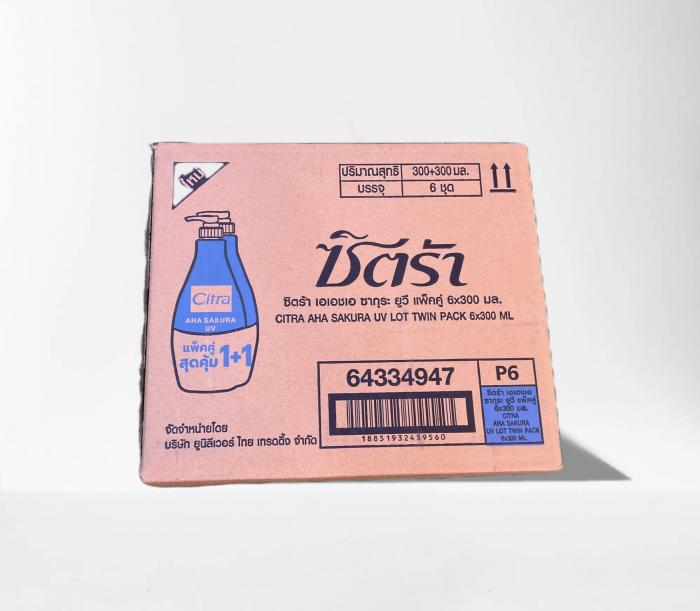 ใหม่
ปริมาณสุทธิ 300+300 มล.
บรรจุ 6 ชุด
ซิตร้า
ซิตร้า เอเอชเอ ซากุระ ยูวี แพ็คคู่ 6x300 มล.
CITRA AHA SAKURA UV LOT TWIN PACK 6x300 ML
Citra
AHA SAKURA
UV
แพ็คคู่
สุดคุ้ม 1+1
64334947
18851932459560
P6
ซิตร้า เอเอชเอ
ซากุระ ยูวี แพ็คคู่
6x300 มล.
CITRA
AHA SAKURA
UV LOT TWIN PACK
6x300 ML
จัดจำหน่ายโดย
บริษัท ยูนิลีเวอร์ ไทย เทรดดิ้ง จำกัด